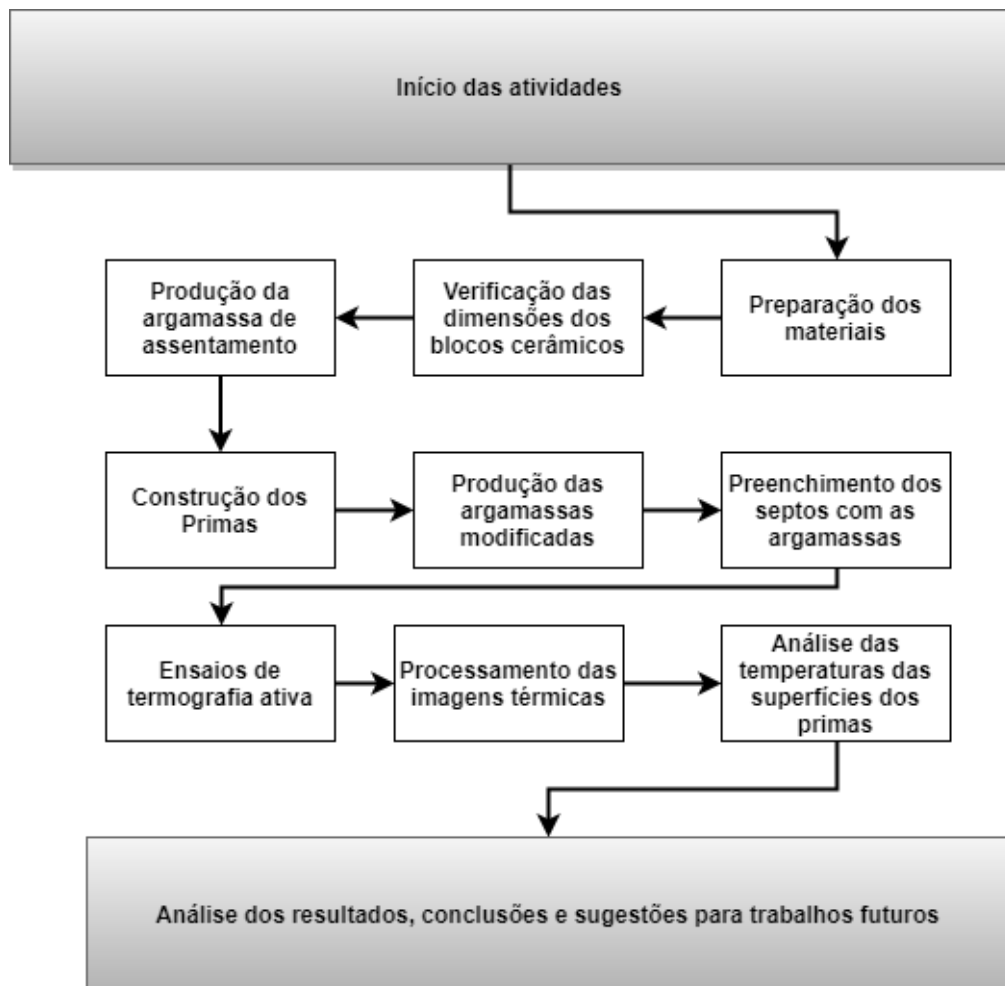 Início das atividades
Preparação dos
materiais
Verificação das
dimensões dos
blocos cerâmicos
Produção da
argamassa de
assentamento
Construção dos
Primas
Produção das
argamassas
modificadas
Preenchimento dos
septos com as
argamassas
Ensaios de
termografia ativa
Processamento das
imagens térmicas
Análise das
temperaturas das
superfícies dos
primas
Análise dos resultados, conclusões e sugestões para trabalhos futuros